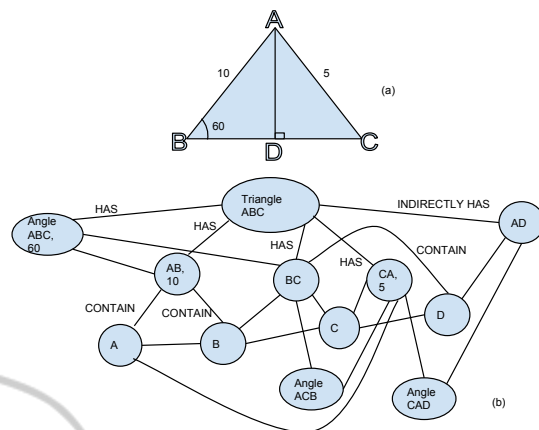 A
10
5
(a)
B
60
D
C
Triangle
ABC
HAS
INDIRECTLY HAS
Angle
ABC,
60
HAS
AD
HAS
CONTAIN
AB,
10
BC
HAS
CA,
5
CONTAIN
CONTAIN
D
A
B
C
Angle
ACB
Angle
CAD
(b)